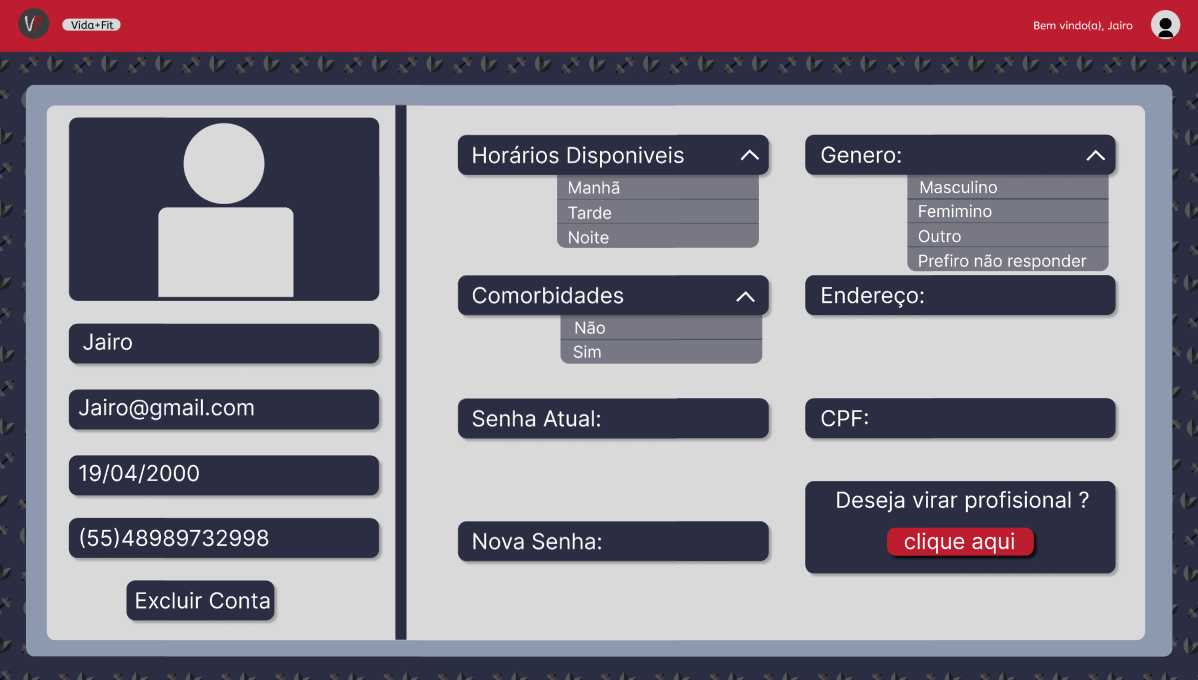 V
Vida+Fit
Bem vindo(a), Jairo
Jairo
Jairo@gmail.com
19/04/2000
(55)48989732998
Excluir Conta
Horários Disponiveis
Manhã
Tarde
Noite
Comorbidades
Não
Sim
Senha Atual:
Nova Senha:
Genero:
Masculino
Femimino
Outro
Prefiro não responder
Endereço:
CPF:
Deseja virar profisional ?
clique aqui